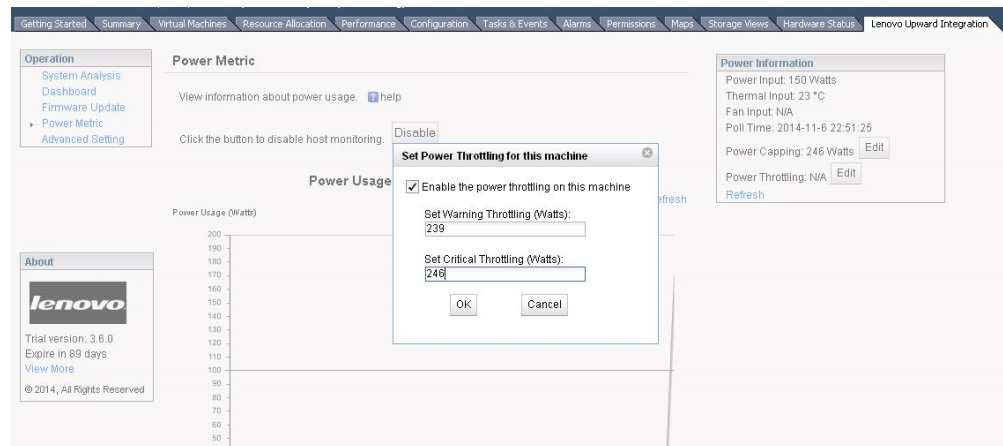 Getting Started Summary Virtual Machines Resource Allocation Performance Configuration Tasks & Events Alarms Permissions Maps Storage Views Hardware Status Lenovo Upward Integration
Operation
System Analysis
Dashboard
Firmware Update
Power Metric
Advanced Setting
Power Metric
View information about power usage. ? help
Click the button to disable host monitoring. Disable
Power Usage
efresh
Power Usage (Watts)
200
190
180
170
160
150
140
130
120
110
100
90
80
70
60
50
Set Power Throttling for this machine
Enable the power throttling on this machine
Set Warning Throttling (Watts):
239
Set Critical Throttling (Watts):
246
OK Cancel
Power Information
Power Input: 150 Watts
Thermal Input: 23 °C
Fan Input: N/A
Poll Time: 2014-11-6 22:51:25
Power Capping: 246 Watts Edit
Power Throttling: N/A Edit
Refresh
About
lenovo
Trial version: 3.6.0
Expire in 89 days
View More
© 2014, All Rights Reserved